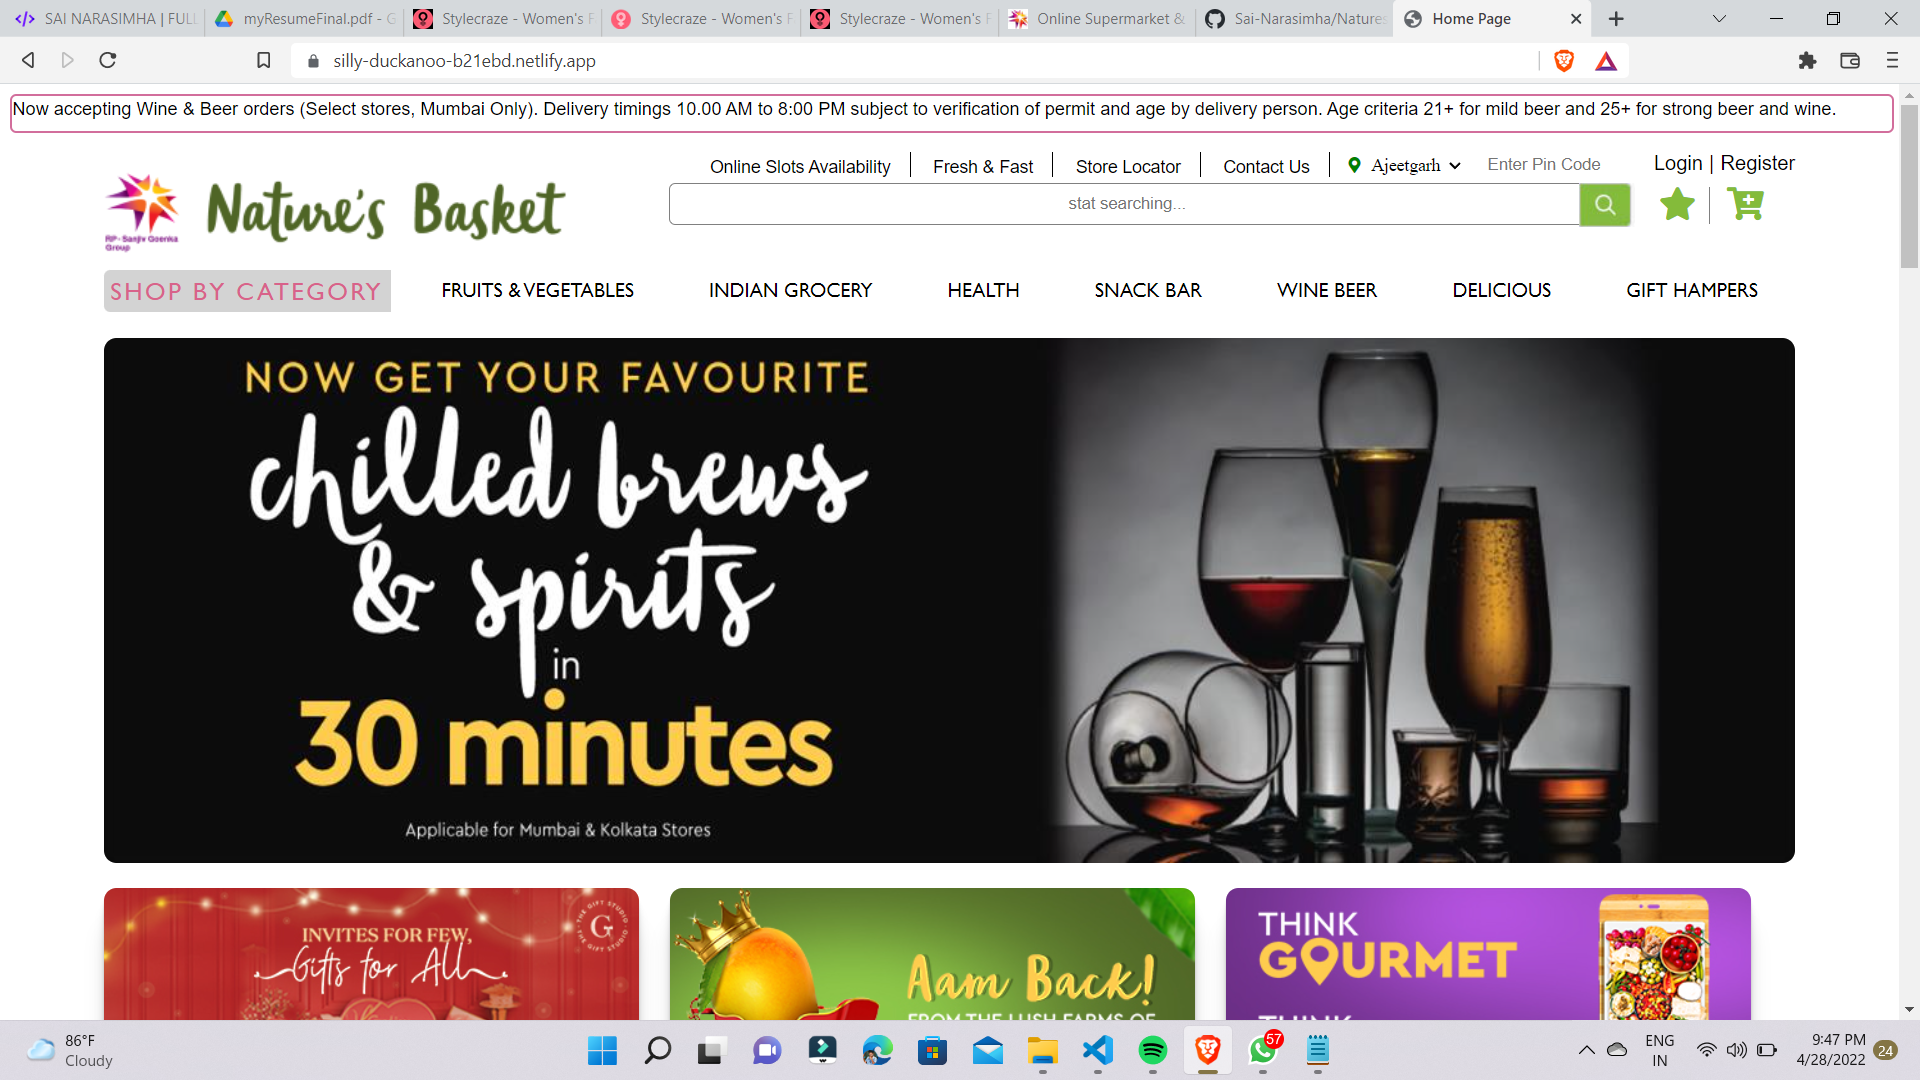 SAI NARASIMHA | FULL
myResumeFinal.pdf - G
Stylecraze - Women's F
Stylecraze - Women's F
Stylecraze - Women's F
Online Supermarket &
Sai-Narasimha/Natures
Home Page
silly-duckanoo-b21ebd.netlify.app
Now accepting Wine & Beer orders (Select stores, Mumbai Only). Delivery timings 10.00 AM to 8:00 PM subject to verification of permit and age by delivery person. Age criteria 21+ for mild beer and 25+ for strong beer and wine.
Online Slots Availability
Fresh & Fast
Store Locator
Contact Us
Ajeetgarh
Enter Pin Code
Login | Register
RP-Sanjiv Goenka
Group
Nature's Basket
stat searching...
SHOP BY CATEGORY
FRUITS & VEGETABLES
INDIAN GROCERY
HEALTH
SNACK BAR
WINE BEER
DELICIOUS
GIFT HAMPERS
NOW GET YOUR FAVOURITE
chilled brews
& spirits
in
30 minutes
Applicable for Mumbai & Kolkata Stores
INVITES FOR FEW,
Gifts for All
THE GIFT STUDIO
G
THE GIFT STUDIO
Aam Back!
FROM THE LUSH FARMS OF
THINK
GOURMET
THINK
86°F
Cloudy
57
ENG
IN
9:47 PM
4/28/2022
24